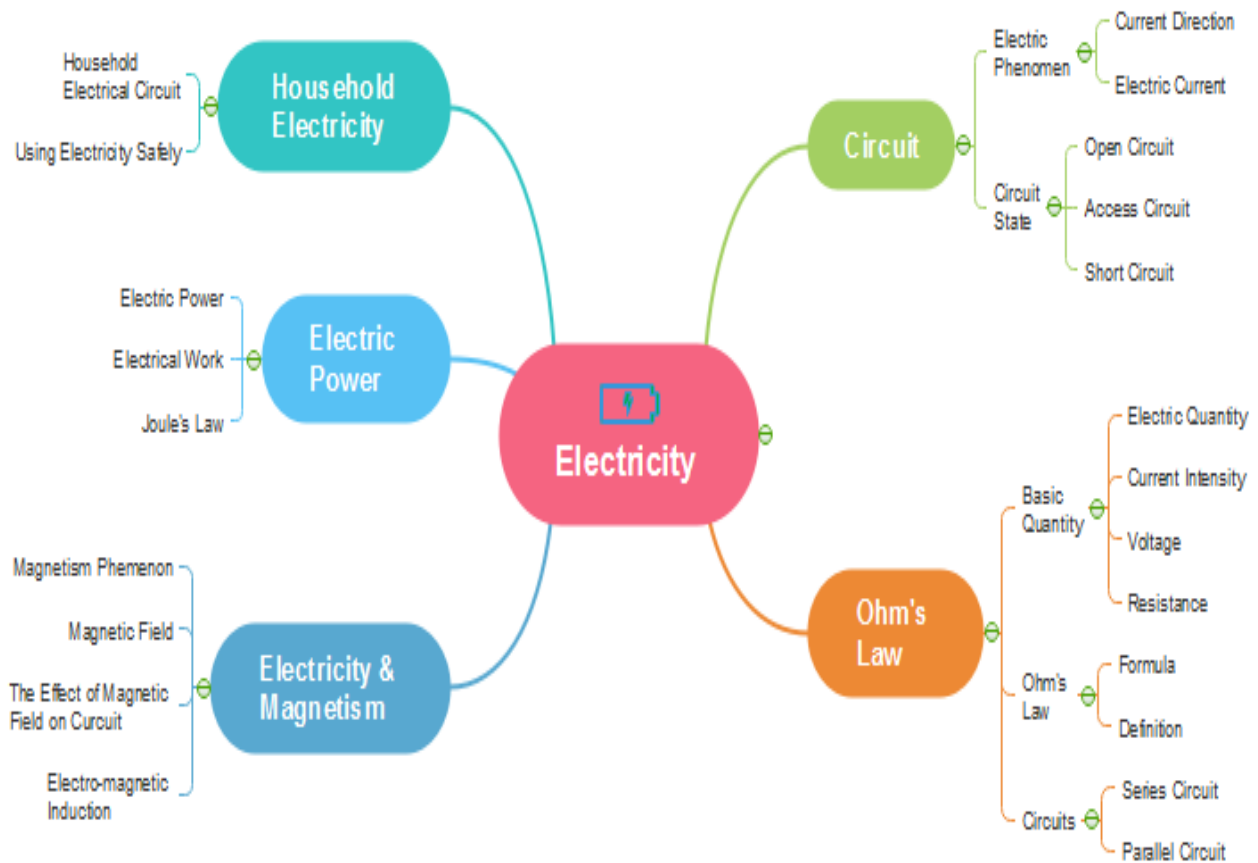 Household
Electrical Circuit
Using Electricity Safely
Household
Electricity
Electric Power
Electrical Work
Joule's Law
Electric
Power
Magnetism Phemenon
Magnetic Field
The Effect of Magnetic
Field on Curcuit
Electro-magnetic
Induction
Electricity &
Magnetism
Electricity
Circuit
Electric
Phenomen
Current Direction
Electric Current
Circuit
State
Open Circuit
Access Circuit
Short Circuit
Ohm's
Law
Basic
Quantity
Electric Quantity
Current Intensity
Voltage
Resistance
Ohm's
Law
Formula
Definition
Circuits
Series Circuit
Parallel Circuit